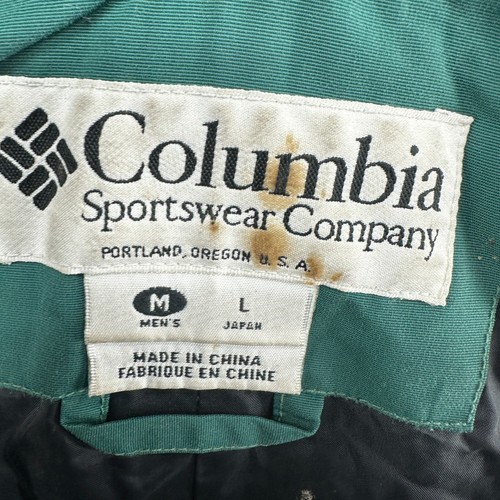 Columbia
Sportswear Company
PORTLAND, OREGON U.S.A.
M L
MEN'S JAPAN
MADE IN CHINA
FABRIQUE EN CHINE